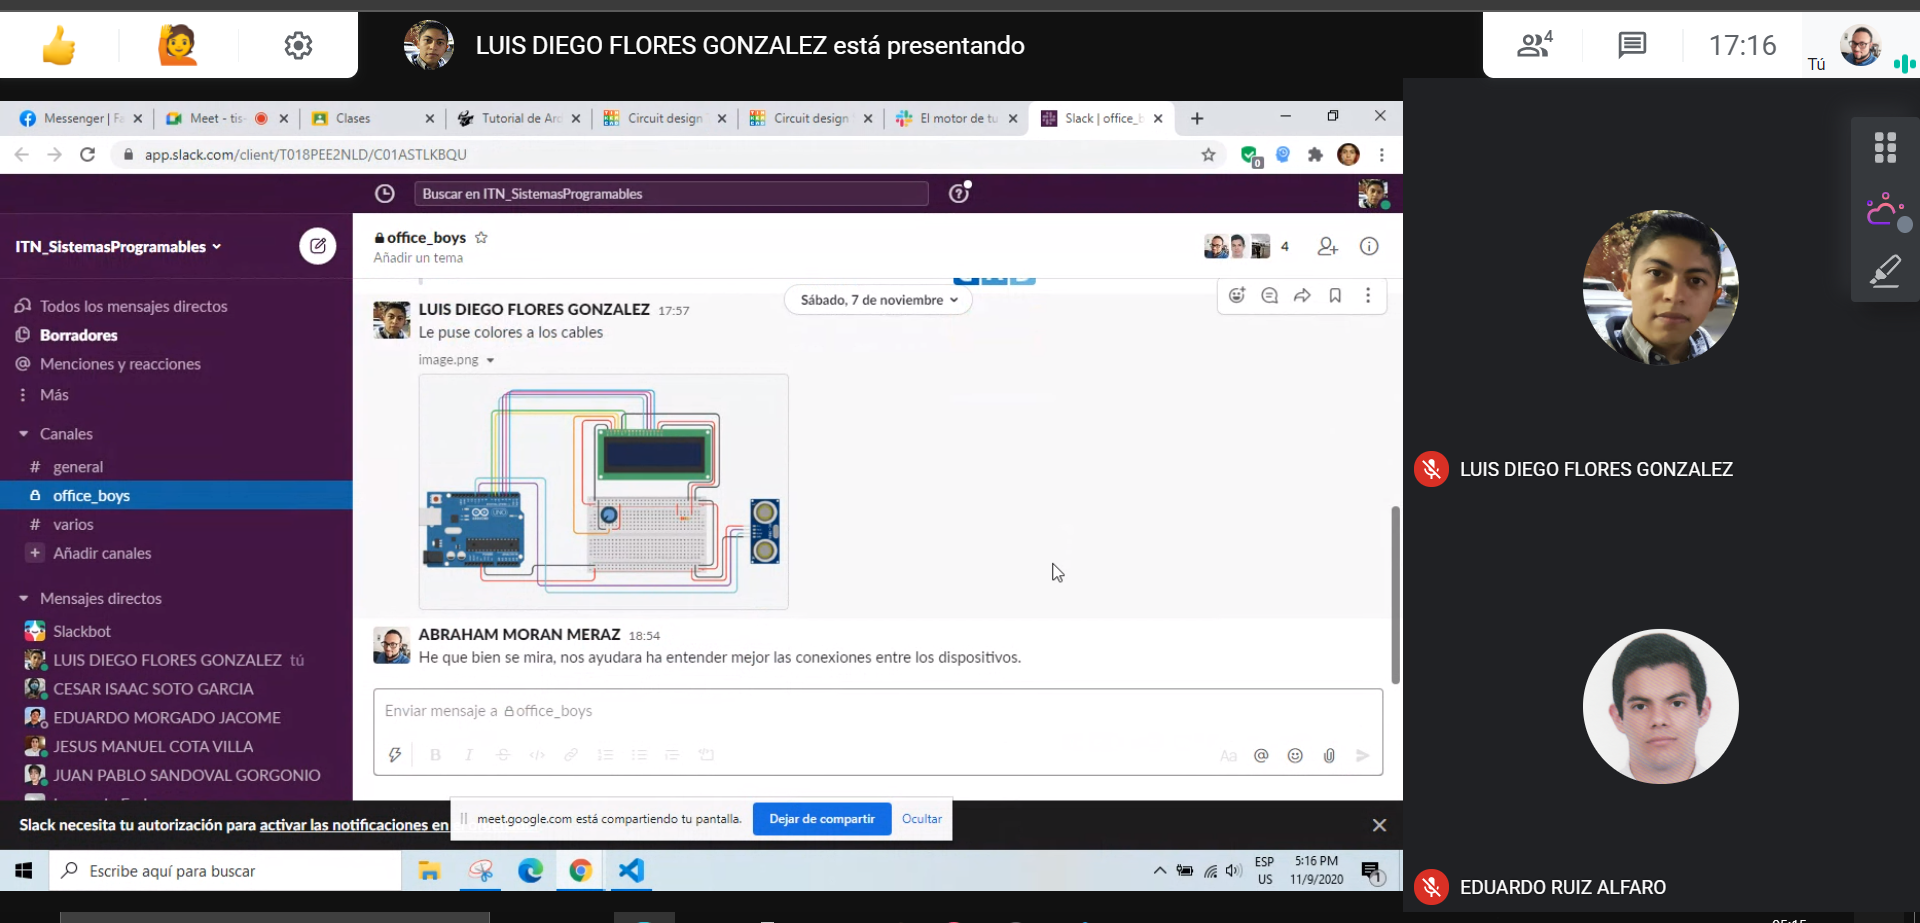 LUIS DIEGO FLORES GONZALEZ está presentando
4
17:16
Tú
Messenger | Fa
Meet - tis-
Clases
Tutorial de Ard
Circuit design
Circuit design
El motor de tu
Slack | office_b
app.slack.com/client/T018PEE2NLD/C01ASTLKBQU
0
Buscar en ITN_SistemasProgramables
ITN_SistemasProgramables
office_boys
Añadir un tema
4
Todos los mensajes directos
Borradores
Menciones y reacciones
Más
Canales
# general
office_boys
# varios
+ Añadir canales
Mensajes directos
Slackbot
LUIS DIEGO FLORES GONZALEZ tú
CESAR ISAAC SOTO GARCIA
EDUARDO MORGADO JACOME
JESUS MANUEL COTA VILLA
JUAN PABLO SANDOVAL GORGONIO
Sábado, 7 de noviembre
LUIS DIEGO FLORES GONZALEZ 17:57
Le puse colores a los cables
image.png
UNO
ABRAHAM MORAN MERAZ 18:54
He que bien se mira, nos ayudara ha entender mejor las conexiones entre los dispositivos.
Enviar mensaje a office_boys
B I S </> Aa @
Slack necesita tu autorización para activar las notificaciones en
meet.google.com está compartiendo tu pantalla.
Dejar de compartir
Ocultar
Escribe aquí para buscar
ESP
US
5:16 PM
11/9/2020
1
LUIS DIEGO FLORES GONZALEZ
EDUARDO RUIZ ALFARO